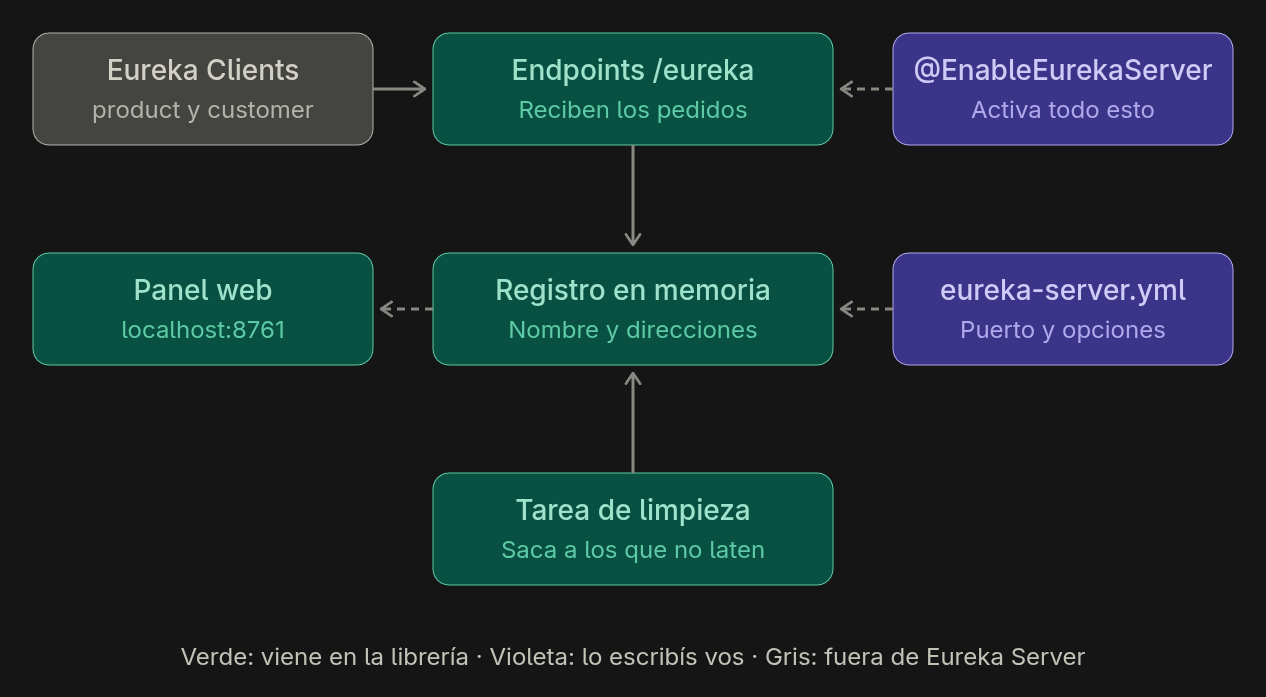 Eureka Clients
product y customer
Endpoints /eureka
Reciben los pedidos
@EnableEurekaServer
Activa todo esto
Panel web
localhost:8761
Registro en memoria
Nombre y direcciones
eureka-server.yml
Puerto y opciones
Tarea de limpieza
Saca a los que no laten
Verde: viene en la librería · Violeta: lo escribís vos · Gris: fuera de Eureka Server